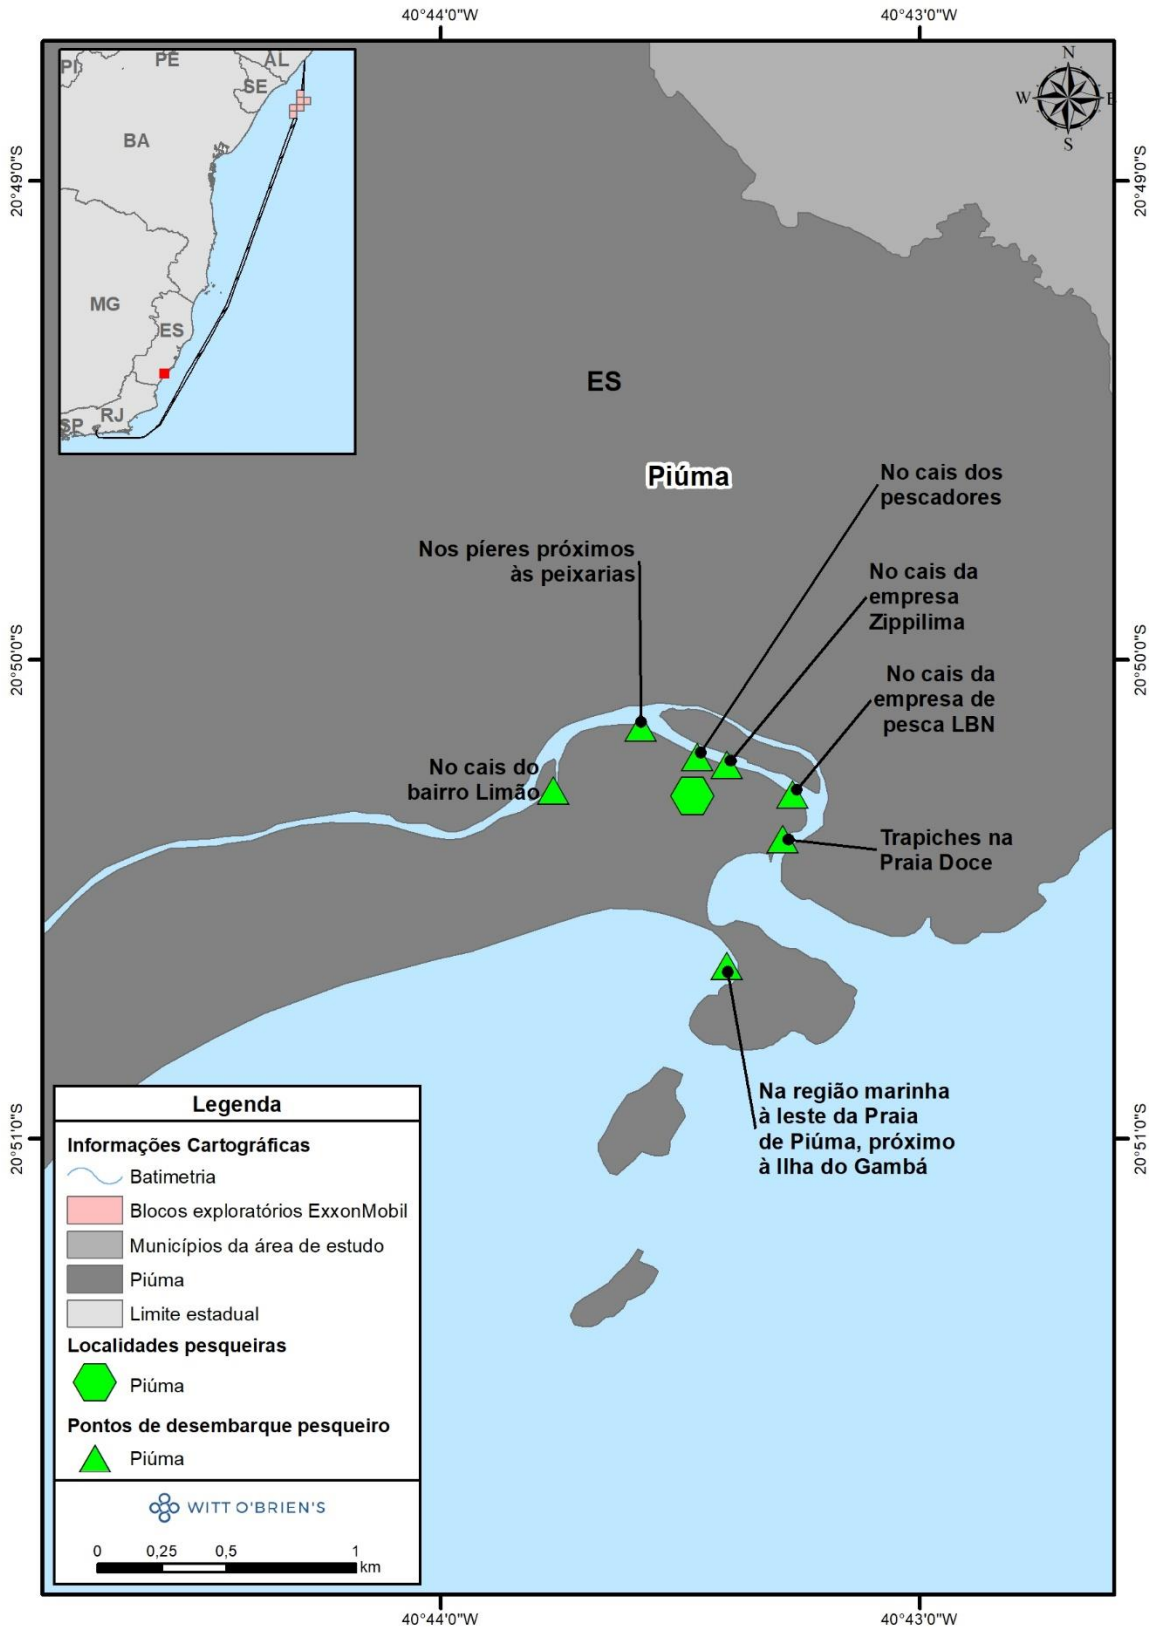 40°44'0"W
40°43'0"W
PI
PE
AL
SE
BA
MG
ES
RJ
SP
N
W
E
S
20°49'0"S
20°49'0"S
ES
Piúma
No cais dos
pescadores
Nos píeres próximos
às peixarias
No cais da
empresa
Zippilima
20°50'0"S
20°50'0"S
No cais da
empresa de
pesca LBN
No cais do
bairro Limão
Trapiches na
Praia Doce
Na região marinha
à leste da Praia
de Piúma, próximo
à Ilha do Gambá
20°51'0"S
20°51'0"S
Legenda
Informações Cartográficas
Batimetria
Blocos exploratórios ExxonMobil
Municípios da área de estudo
Piúma
Limite estadual
Localidades pesqueiras
Piúma
Pontos de desembarque pesqueiro
Piúma
WITT O'BRIEN'S
0 0,25 0,5 1
km
40°44'0"W
40°43'0"W